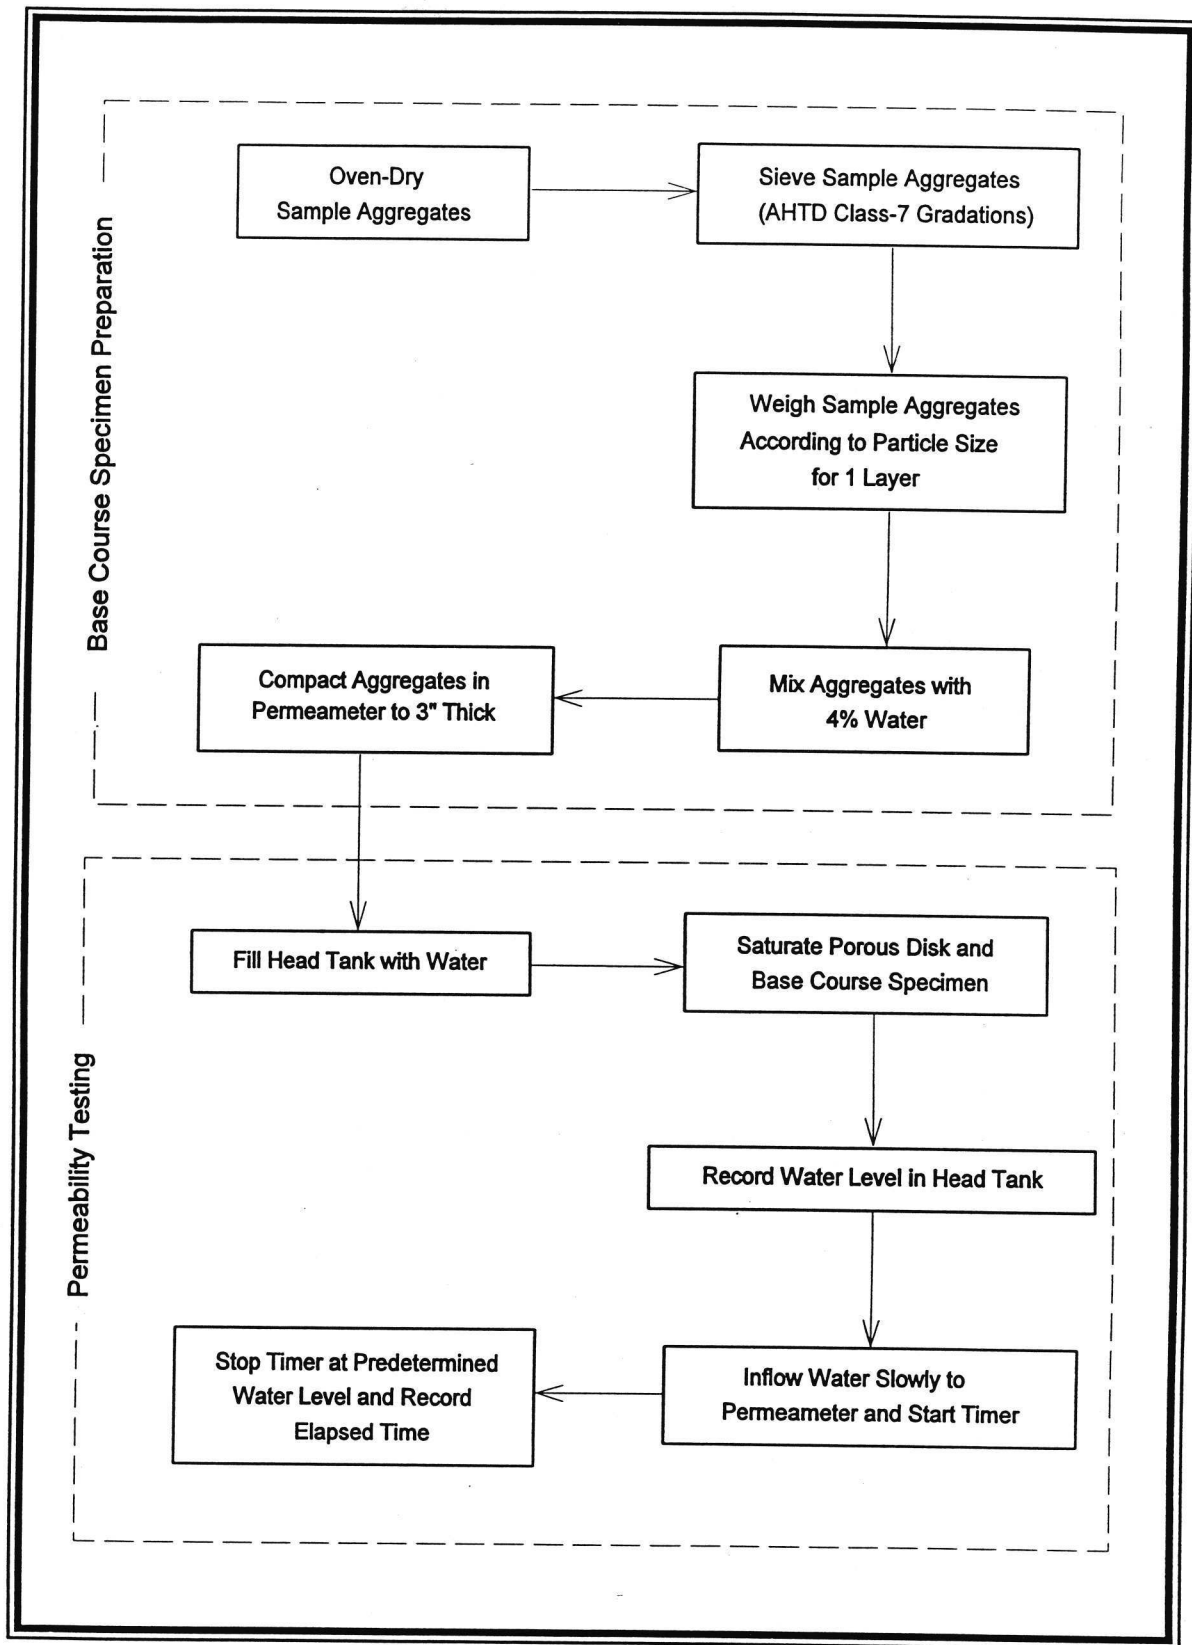 Base Course Specimen Preparation
Oven-Dry
Sample Aggregates
Sieve Sample Aggregates
(AHTD Class-7 Gradations)
Weigh Sample Aggregates
According to Particle Size
for 1 Layer
Mix Aggregates with
4% Water
Compact Aggregates in
Permeameter to 3" Thick
Permeability Testing
Fill Head Tank with Water
Saturate Porous Disk and
Base Course Specimen
Record Water Level in Head Tank
Inflow Water Slowly to
Permeameter and Start Timer
Stop Timer at Predetermined
Water Level and Record
Elapsed Time